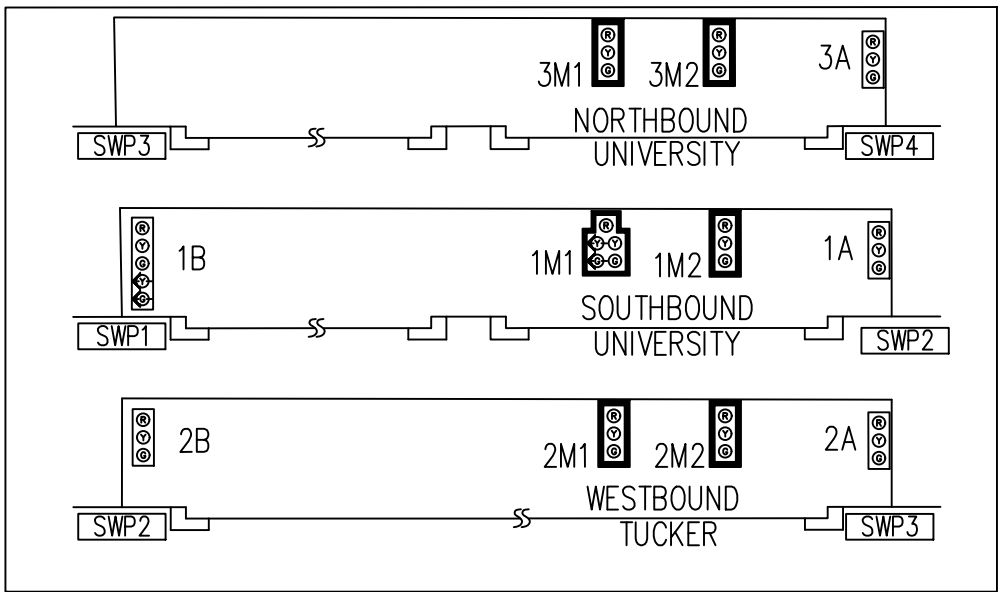 R
Y
G
3M1
R
Y
G
3M2
R
Y
G
3A
NORTHBOUND
UNIVERSITY
SWP3
SWP4
R
Y
G
Y
G
1B
R
Y Y
G G
1M1
R
Y
G
1M2
R
Y
G
1A
SOUTHBOUND
UNIVERSITY
SWP1
SWP2
R
Y
G
2B
R
Y
G
2M1
R
Y
G
2M2
R
Y
G
2A
WESTBOUND
TUCKER
SWP2
SWP3